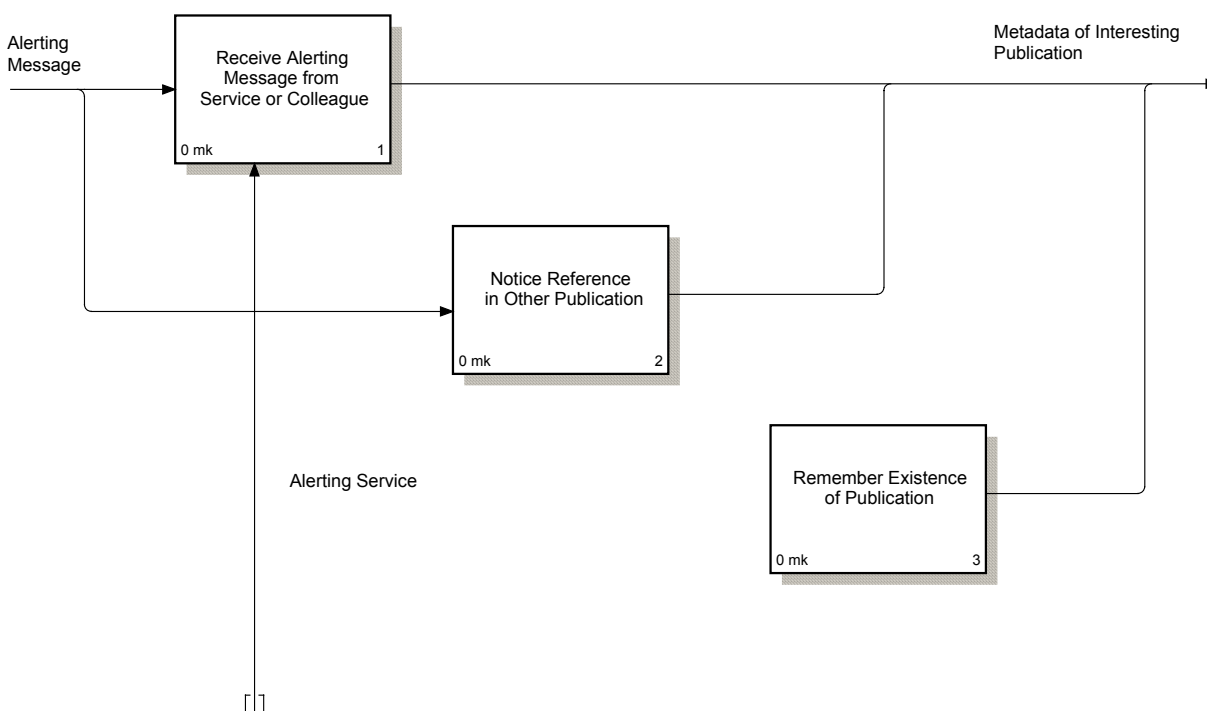 Alerting
Message
Receive Alerting
Message from
Service or Colleague
0 mk
1
Metadata of Interesting
Publication
Notice Reference
in Other Publication
0 mk
2
Alerting Service
Remember Existence
of Publication
0 mk
3